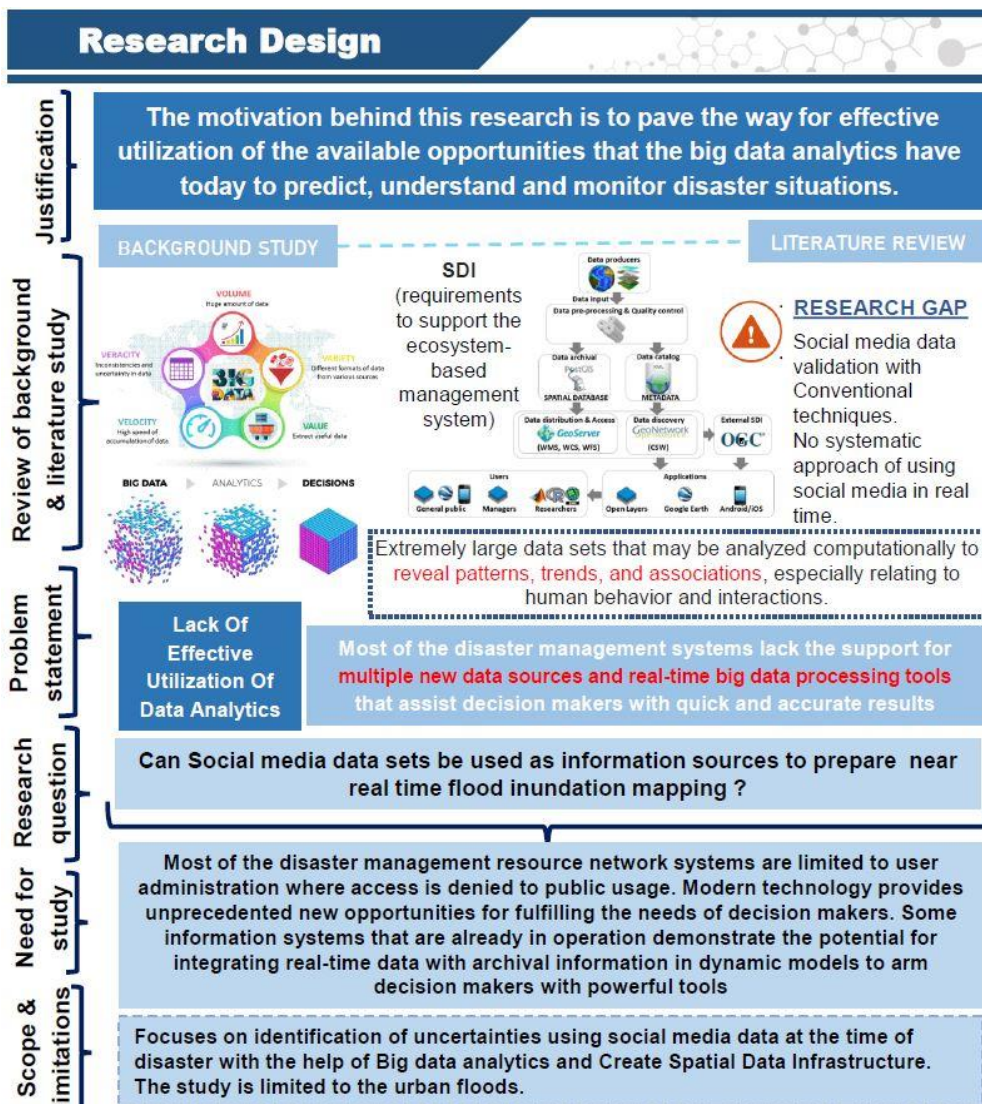 Research Design
Justification
The motivation behind this research is to pave the way for effective
utilization of the available opportunities that the big data analytics have
today to predict, understand and monitor disaster situations.
Review of background
& literature study
BACKGROUND STUDY
LITERATURE REVIEW
VOLUME
Huge amount of data
VERACITY
Inconsistencies and
uncertainty in data
VARIETY
Different formats of data
from various sources
BIG
DATA
VELOCITY
High speed of
accumulation of data
VALUE
Extract useful data
BIG DATA
ANALYTICS
DECISIONS
SDI
(requirements
to support the
ecosystem-
based
management
system)
Data producers
Data input
Data pre-processing & Quality control
Data archival
PostGIS
SPATIAL DATABASE
Data catalog
XML
METADATA
Data distribution & Access
GeoServer
(WMS, WCS, WFS)
Data discovery
GeoNetwork
(CSW)
External SDI
OGC
Users
General public
Managers
Researchers
Applications
Open Layers
Google Earth
Android/iOS
RESEARCH GAP
Social media data
validation with
Conventional
techniques.
No systematic
approach of using
social media in real
time.
Extremely large data sets that may be analyzed computationally to
reveal patterns, trends, and associations, especially relating to
human behavior and interactions.
Problem
statement
Lack Of
Effective
Utilization Of
Data Analytics
Most of the disaster management systems lack the support for
multiple new data sources and real-time big data processing tools
that assist decision makers with quick and accurate results
Research
question
Can Social media data sets be used as information sources to prepare near
real time flood inundation mapping ?
Need for
study
Most of the disaster management resource network systems are limited to user
administration where access is denied to public usage. Modern technology provides
unprecedented new opportunities for fulfilling the needs of decision makers. Some
information systems that are already in operation demonstrate the potential for
integrating real-time data with archival information in dynamic models to arm
decision makers with powerful tools
Scope &
imitations
Focuses on identification of uncertainties using social media data at the time of
disaster with the help of Big data analytics and Create Spatial Data Infrastructure.
The study is limited to the urban floods.